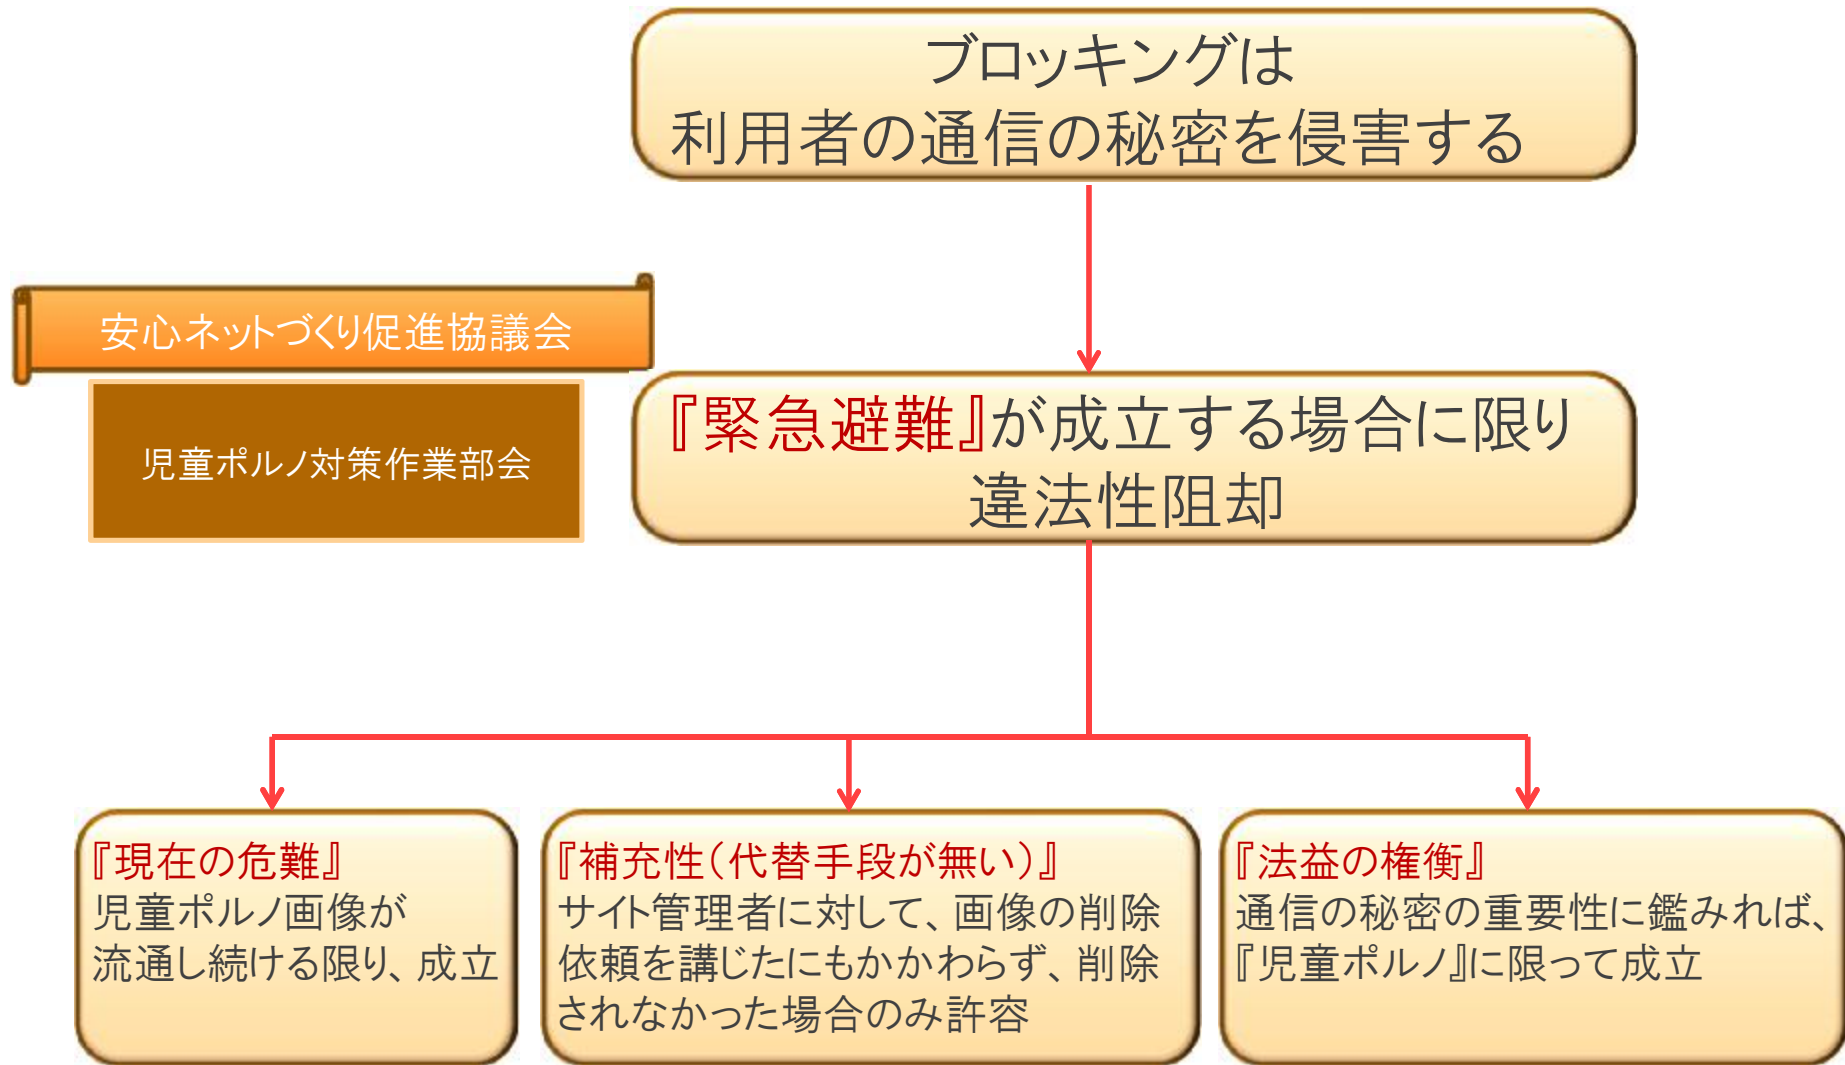 ブロッキングは
利用者の通信の秘密を侵害する
安心ネットづくり促進協議会
児童ポルノ対策作業部会
『緊急避難』が成立する場合に限り
違法性阻却
『現在の危難』
児童ポルノ画像が
流通し続ける限り、成立
『補充性(代替手段が無い)』
サイト管理者に対して、画像の削除
依頼を講じたにもかかわらず、削除
されなかった場合のみ許容
『法益の権衡』
通信の秘密の重要性に鑑みれば、
『児童ポルノ』に限って成立